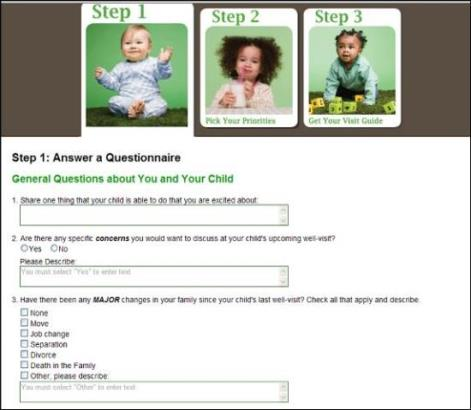 Step 1
Step 2
Step 3
Pick Your Priorities
Get Your Visit Guide
Step 1: Answer a Questionnaire
General Questions about You and Your Child
1. Share one thing that your child is able to do that you are excited about:
2. Are there any specific concerns you would want to discuss at your child's upcoming well-visit?
Yes No
Please Describe:
You must select "Yes" to enter text
3. Have there been any MAJOR changes in your family since your child's last well-visit? Check all that apply and describe.
None
Move
Job change
Separation
Divorce
Death in the Family
Other, please describe:
You must select "Other" to enter text